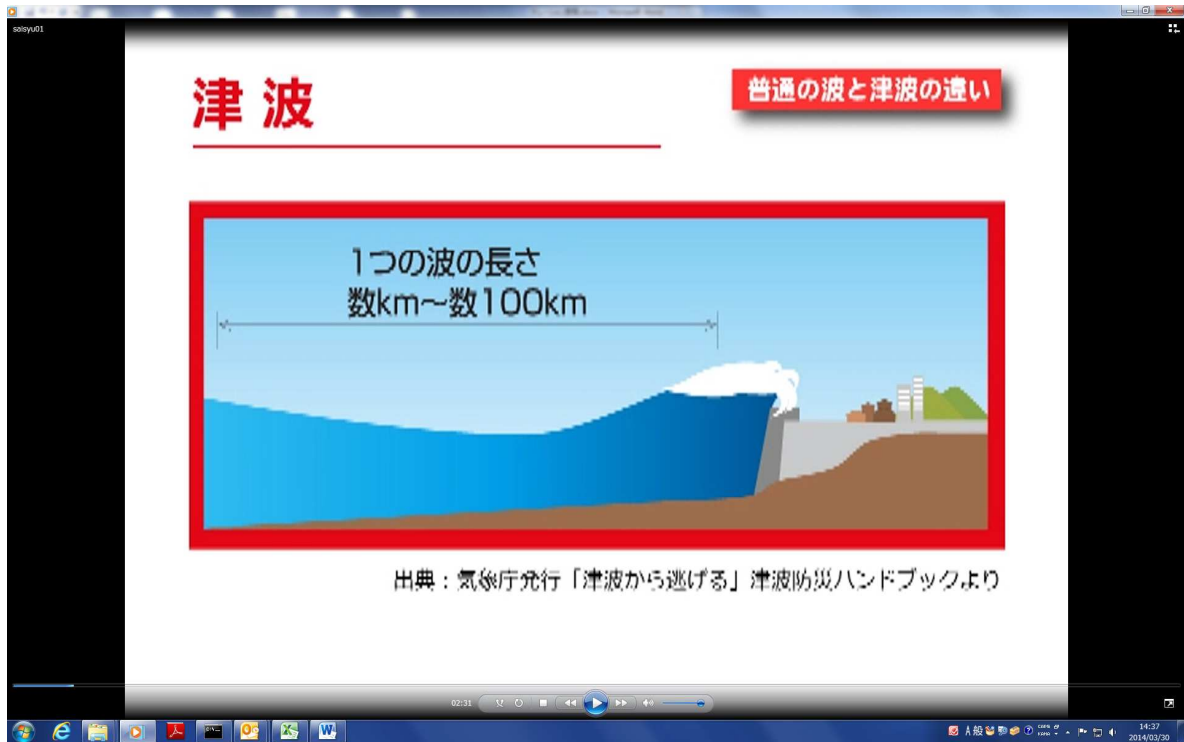 saisyu01
津波
普通の波と津波の違い
1つの波の長さ
数km〜数100km
出典：気象庁発行「津波から逃げる」津波防災ハンドブックより
02:31
A 般
CAPS
KANA
14:37
2014/03/30